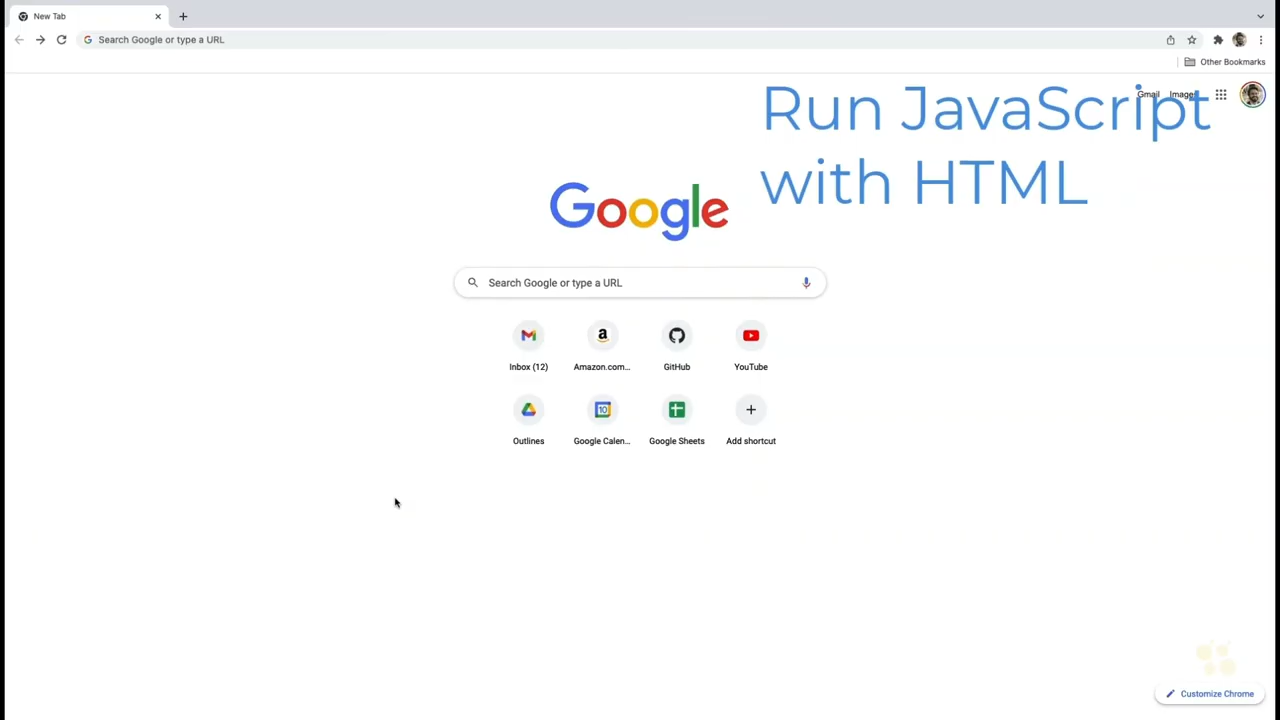 New Tab
Search Google or type a URL
Other Bookmarks
Gmail Images
Run JavaScript
with HTML
Google
Search Google or type a URL
Inbox (12) Amazon.com... GitHub YouTube
10
Outlines Google Calen... Google Sheets Add shortcut
Customize Chrome